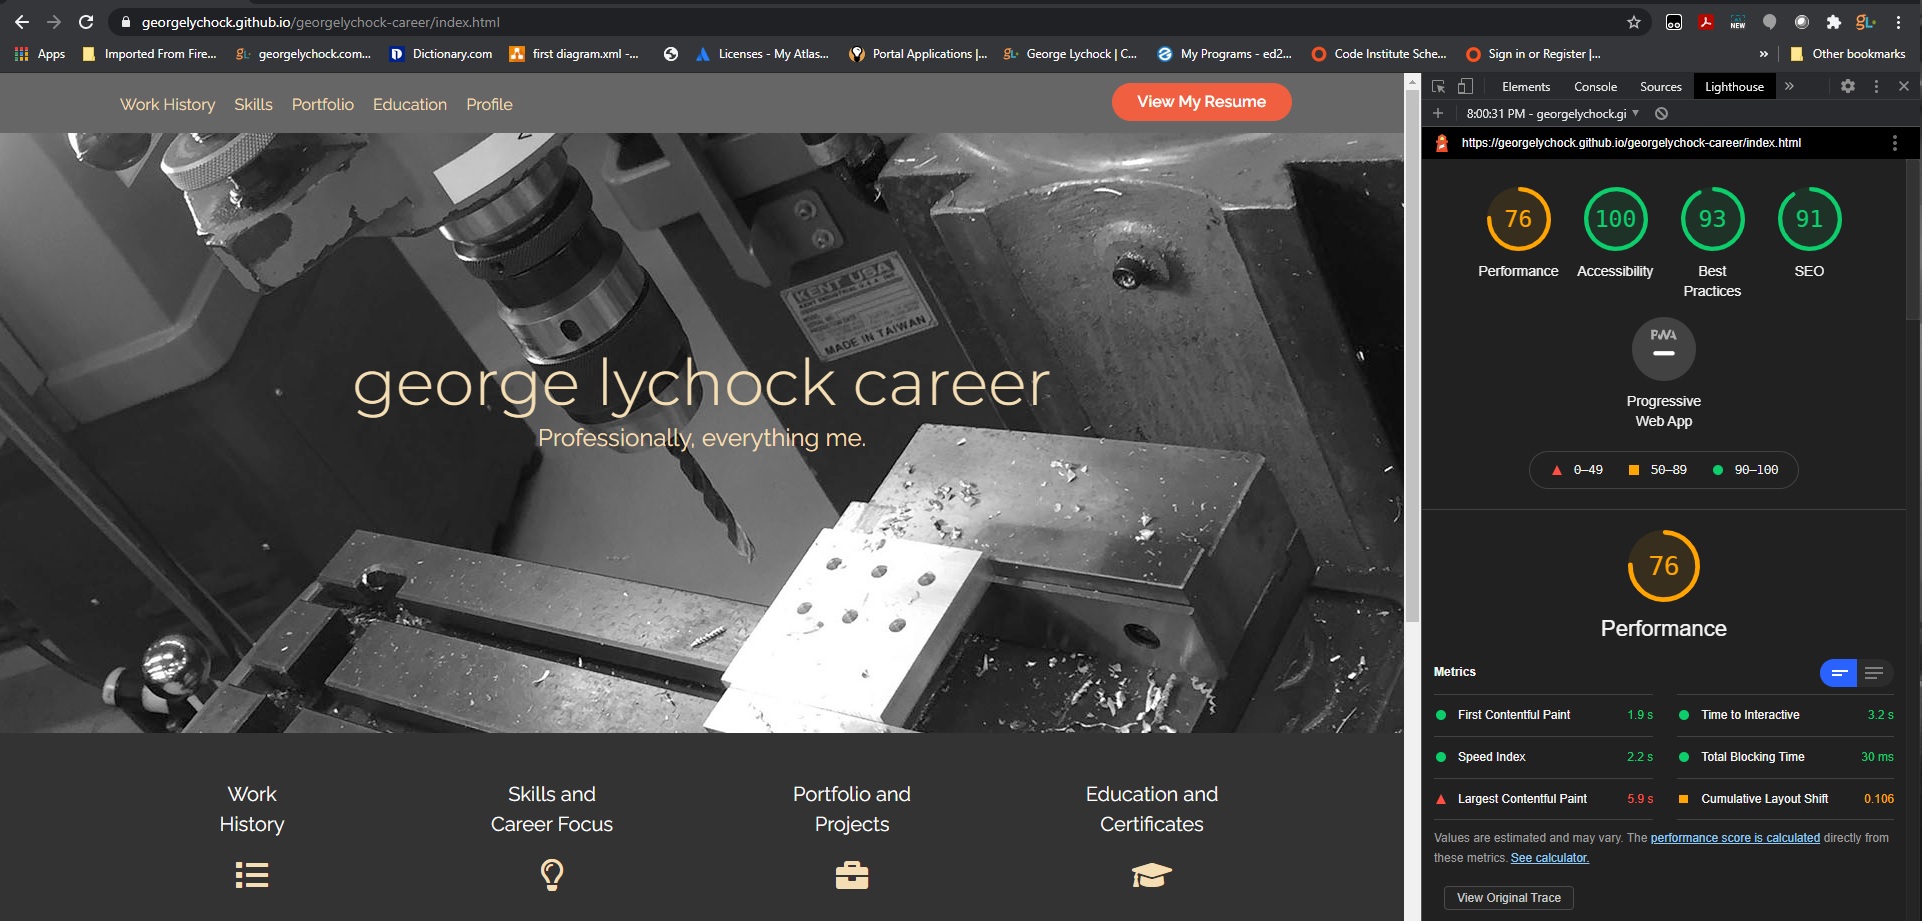 georgelychock.github.io/georgelychock-career/index.html
NEW
gL
Apps
Imported From Fire...
gL georgelychock.com...
D Dictionary.com
first diagram.xml -...
Licenses - My Atlas...
Portal Applications |...
gL George Lychock | C...
My Programs - ed2...
Code Institute Sche...
Sign in or Register |...
»
Other bookmarks
Work History Skills Portfolio Education Profile
View My Resume
KENT USA
MADE IN TAIWAN
george lychock career
Professionally, everything me.
Work
History
Skills and
Career Focus
Portfolio and
Projects
Education and
Certificates
Elements Console Sources Lighthouse »
8:00:31 PM - georgelychock.gi
https://georgelychock.github.io/georgelychock-career/index.html
76 100 93 91
Performance
Accessibility
Best
Practices
SEO
PWA
Progressive
Web App
0–49 50–89 90–100
76
Performance
Metrics
First Contentful Paint 1.9 s
Time to Interactive 3.2 s
Speed Index 2.2 s
Total Blocking Time 30 ms
Largest Contentful Paint 5.9 s
Cumulative Layout Shift 0.106
Values are estimated and may vary. The performance score is calculated directly from
these metrics. See calculator.
View Original Trace